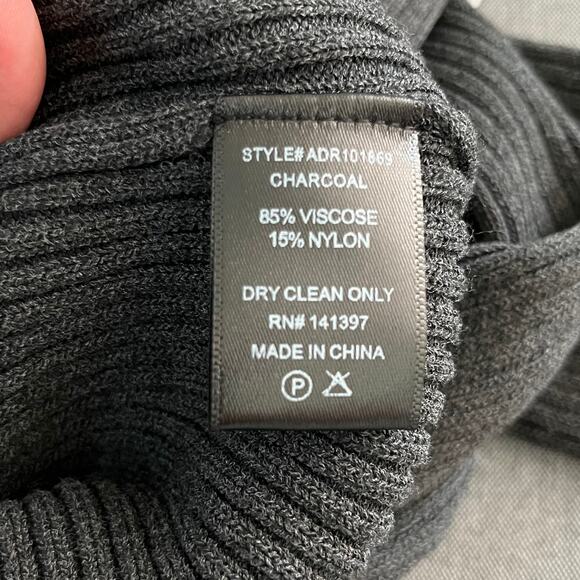 STYLE# ADR101869
CHARCOAL
85% VISCOSE
15% NYLON
DRY CLEAN ONLY
RN# 141397
MADE IN CHINA
P